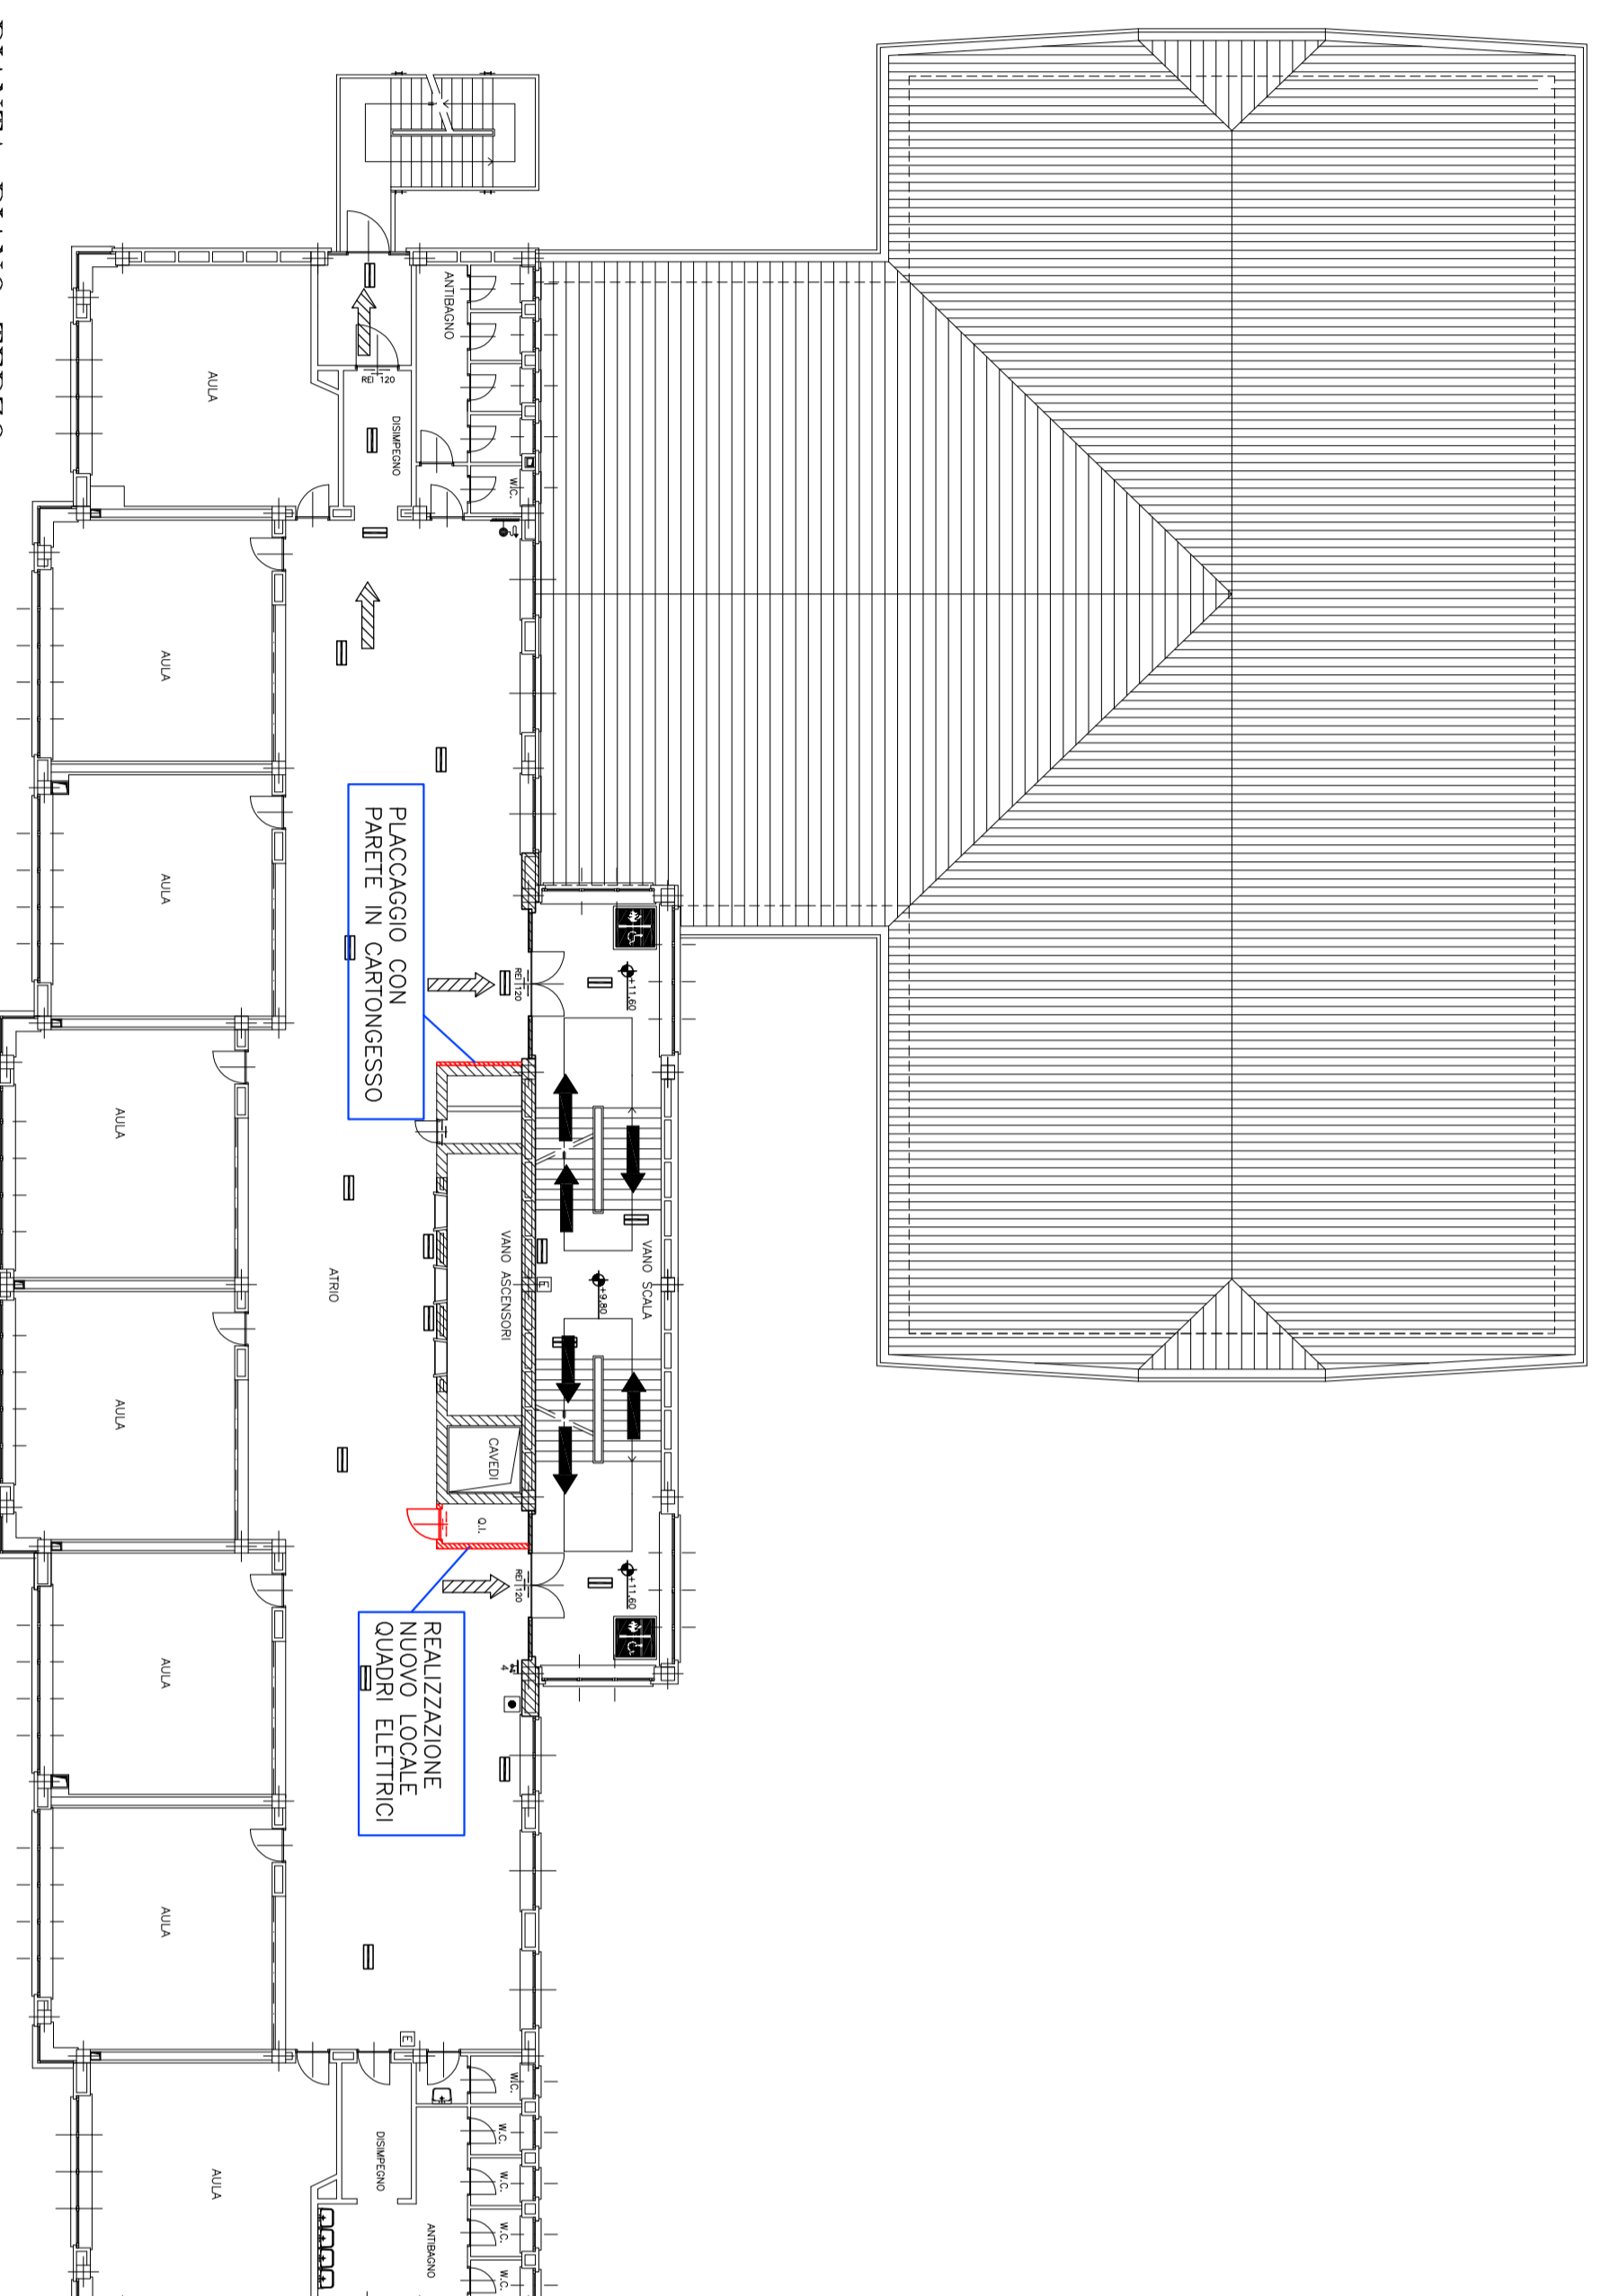 ANTIBAGNO
AULA
REI 120
DISIMPEGNO
W.C.
AULA
AULA
PLACCAGGIO CON
PARETE IN CARTONGESSO
REI 120
+11,60
AULA
VANO ASCENSORI
VANO SCALA
E
+9,80
ATRIO
AULA
CAVEDI
Q.I.
REI 120
+11,60
REALIZZAZIONE
NUOVO LOCALE
QUADRI ELETTRICI
4
AULA
AULA
E
W.C.
W.C.
W.C.
W.C.
W.C.
DISIMPEGNO
AULA
ANTIBAGNO